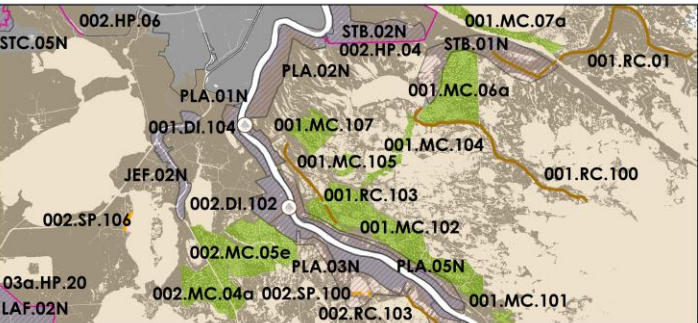 002.HP.06
001.MC.07a
STC.05N
STB.02N
002.HP.04
STB.01N
001.RC.01
PLA.02N
PLA.01N
001.MC.06a
001.DI.104
001.MC.107
001.MC.104
001.MC.105
001.RC.100
JEF.02N
001.RC.103
002.DI.102
002.SP.106
001.MC.102
002.MC.05e
PLA.03N
PLA.05N
03a.HP.20
002.MC.04a
002.SP.100
001.MC.101
LAF.02N
002.RC.103